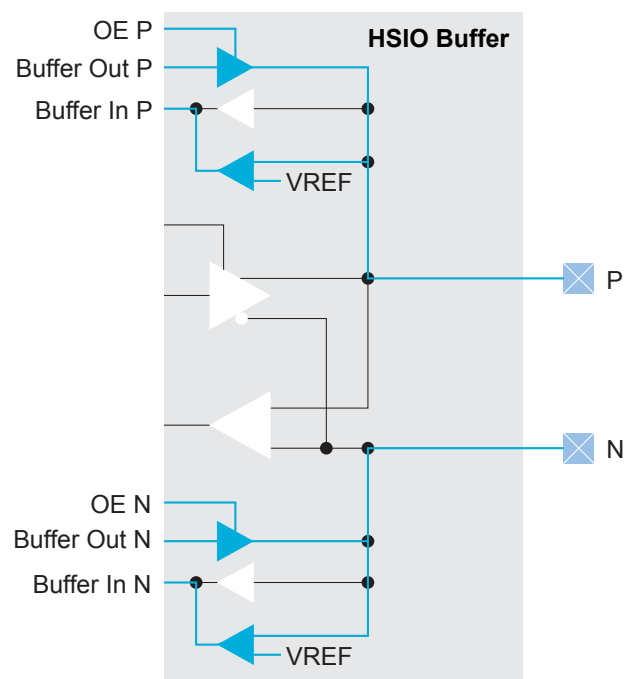 OE P
HSIO Buffer
Buffer Out P
Buffer In P
VREF
P
N
OE N
Buffer Out N
Buffer In N
VREF